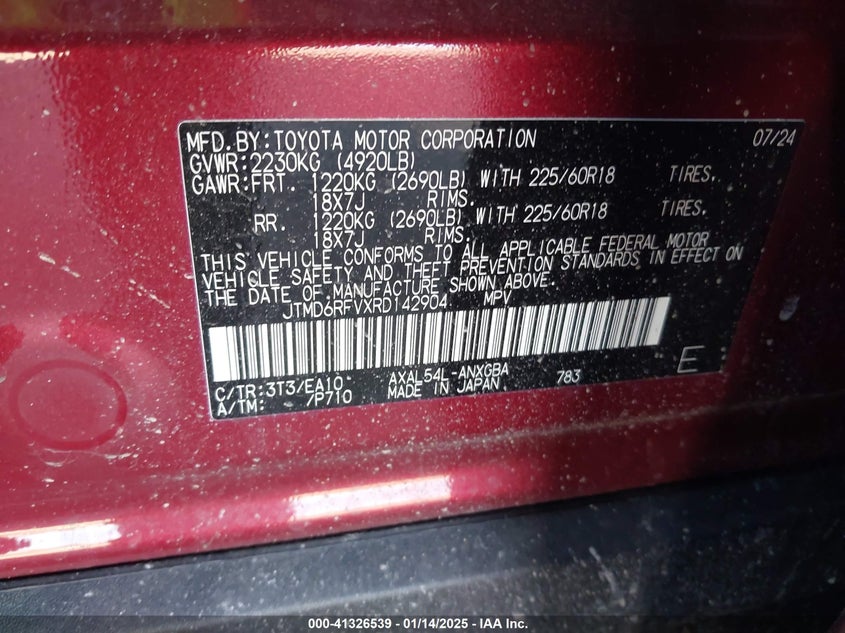 MFD.BY:TOYOTA MOTOR CORPORATION 07/24
GVWR:2230KG (4920LB)
GAWR:FRT. 1220KG (2690LB) WITH 225/60R18 TIRES,
18X7J RIMS,
RR. 1220KG (2690LB) WITH 225/60R18 TIRES,
18X7J RIMS,
THIS VEHICLE CONFORMS TO ALL APPLICABLE FEDERAL MOTOR
VEHICLE SAFETY AND THEFT PREVENTION STANDARDS IN EFFECT ON
THE DATE OF MANUFACTURE SHOWN ABOVE.
JTMD6RFVXRD142904 MPV
C/TR:3T3/EA10 AXAL54L-ANXGBA 783 E
A/TM: 7P710 MADE IN JAPAN
000-41326539 - 01/14/2025 - IAA Inc.